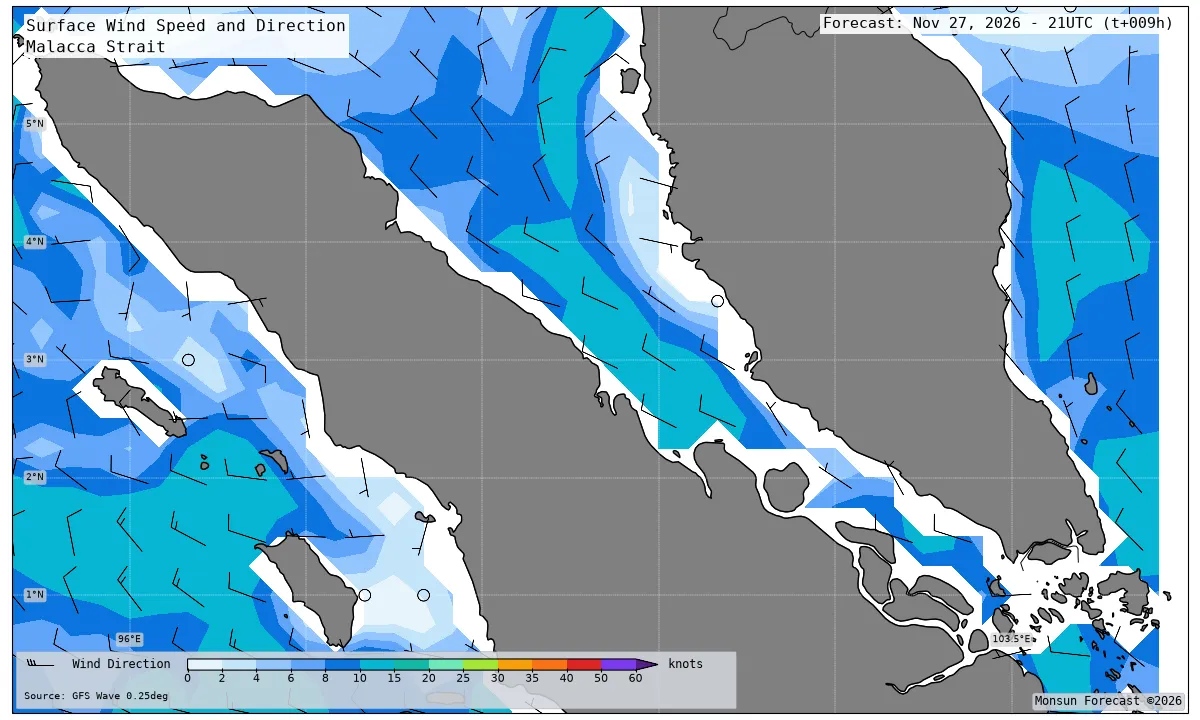 Surface Wind Speed and Direction
Malacca Strait
Forecast: Nov 27, 2026 - 21UTC (t+009h)
5°N
4°N
3°N
2°N
1°N
96°E
103.5°E
Wind Direction
knots
0 2 4 6 8 10 12 15 20 25 30 35 40 50 60
Source: GFS Wave 0.25deg
Monsun Forecast ©2026